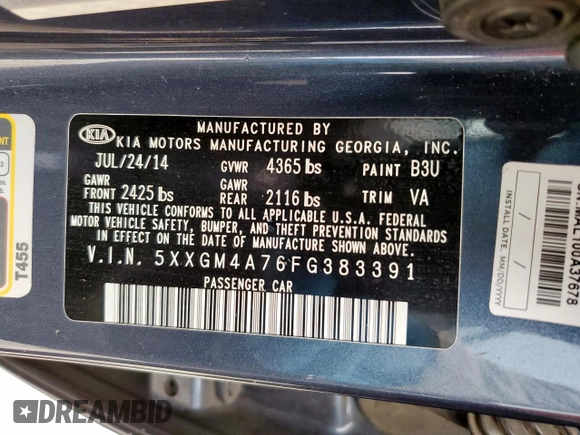 MANUFACTURED BY
KIA
KIA MOTORS MANUFACTURING GEORGIA, INC.
JUL/24/14 GVWR 4365 lbs PAINT B3U
GAWR FRONT 2425 lbs GAWR REAR 2116 lbs TRIM VA
THIS VEHICLE CONFORMS TO ALL APPLICABLE U.S.A. FEDERAL
MOTOR VEHICLE SAFETY, BUMPER, AND THEFT PREVENTION STANDARDS
IN EFFECT ON THE DATE OF MANUFACTURE SHOWN ABOVE.
V.I.N. 5XXGM4A76FG383391
PASSENGER CAR
T455
INSTALL DATE: MM/DD/YYYY
/ /
DREAMBID